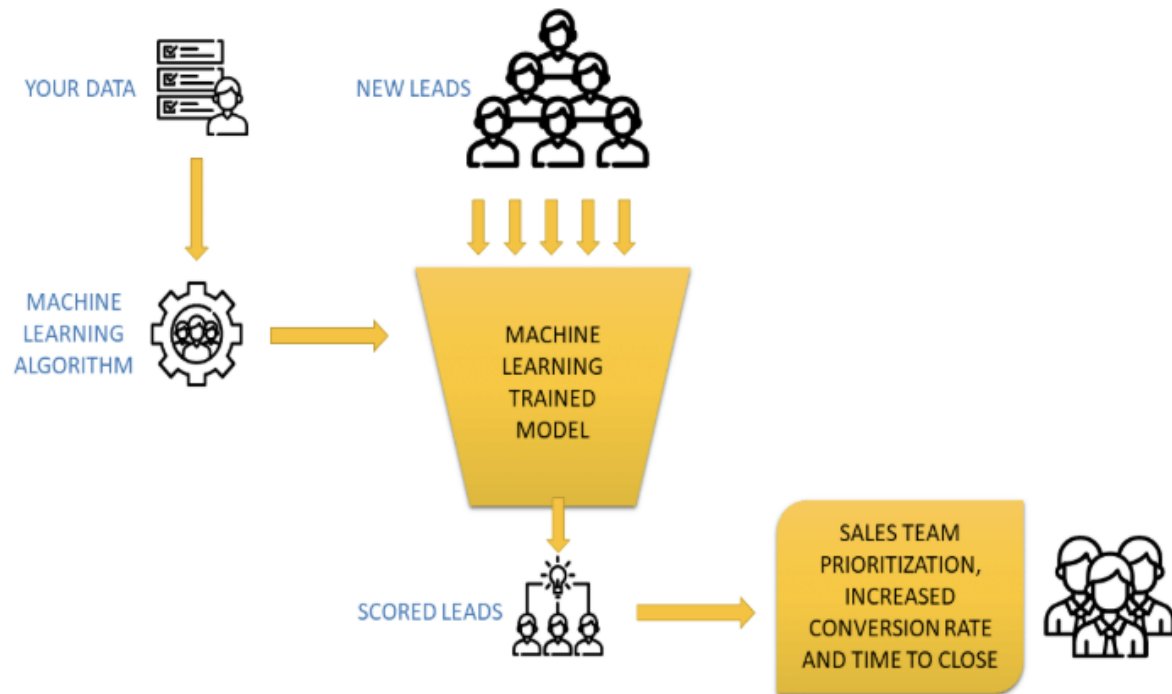 YOUR DATA
NEW LEADS
MACHINE
LEARNING
ALGORITHM
MACHINE
LEARNING
TRAINED
MODEL
SCORED LEADS
SALES TEAM
PRIORITIZATION,
INCREASED
CONVERSION RATE
AND TIME TO CLOSE